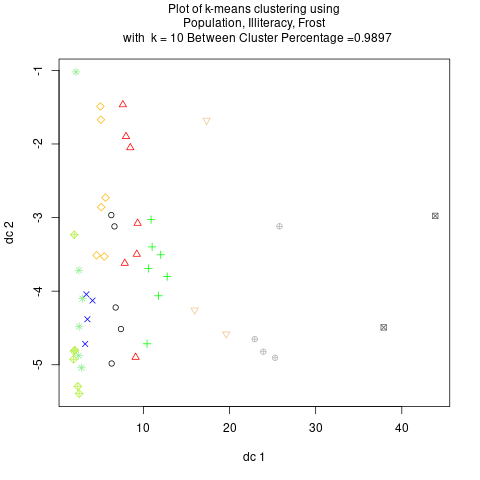 Plot of k-means clustering using
Population, Illiteracy, Frost
with k = 10 Between Cluster Percentage =0.9897
-1
-2
-3
-4
-5
dc 2
10 20 30 40
dc 1